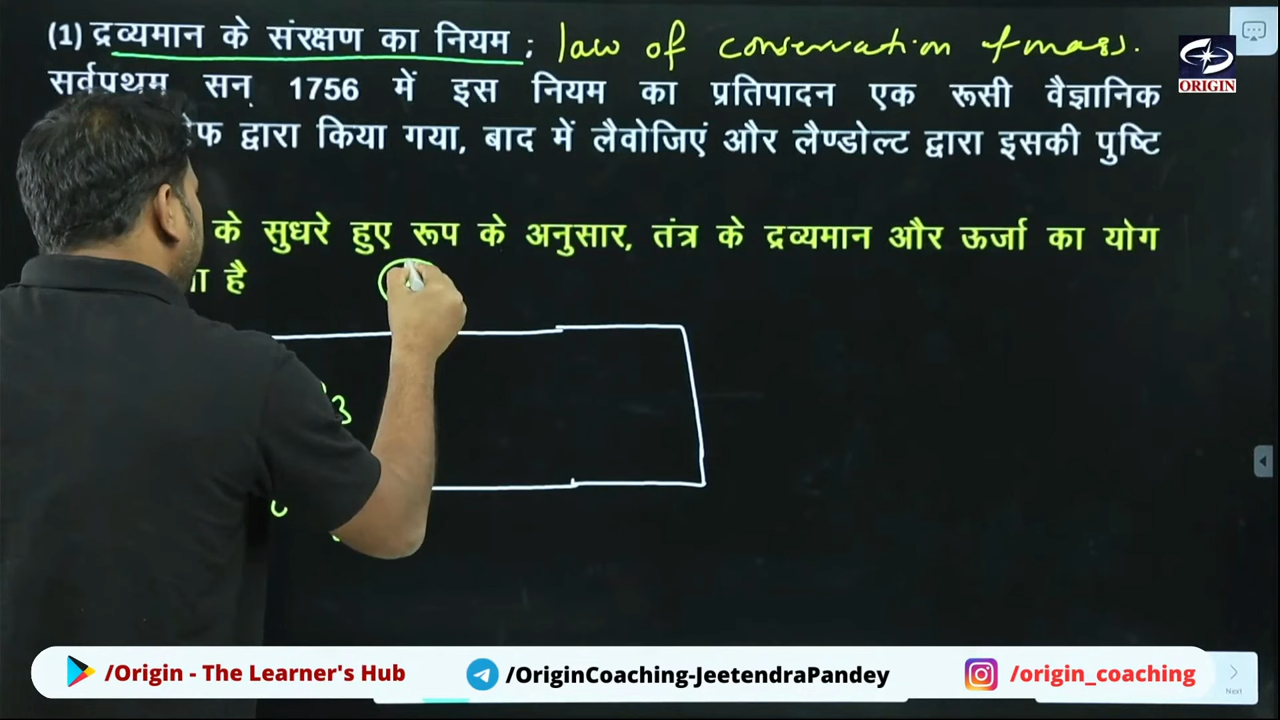 (1) द्रव्यमान के संरक्षण का नियम ; law of conservation of mass.
ORIGIN
सर्वप्रथम सन् 1756 में इस नियम का प्रतिपादन एक रूसी वैज्ञानिक
द्वारा किया गया, बाद में लैवोजिएं और लैण्डोल्ट द्वारा इसकी पुष्टि
के सुधरे हुए रूप के अनुसार, तंत्र के द्रव्यमान और ऊर्जा का योग
है
3
/Origin - The Learner's Hub
/OriginCoaching-JeetendraPandey
/origin_coaching
Next